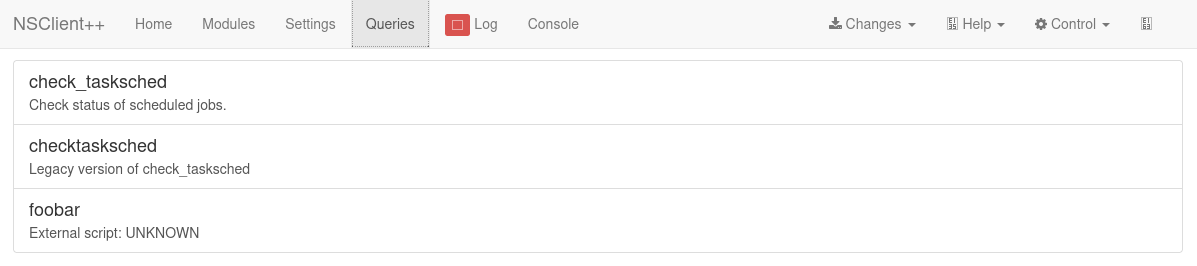 NSClient++ Home Modules Settings Queries Log Console Changes Help Control
check_tasksched
Check status of scheduled jobs.
checktasksched
Legacy version of check_tasksched
foobar
External script: UNKNOWN